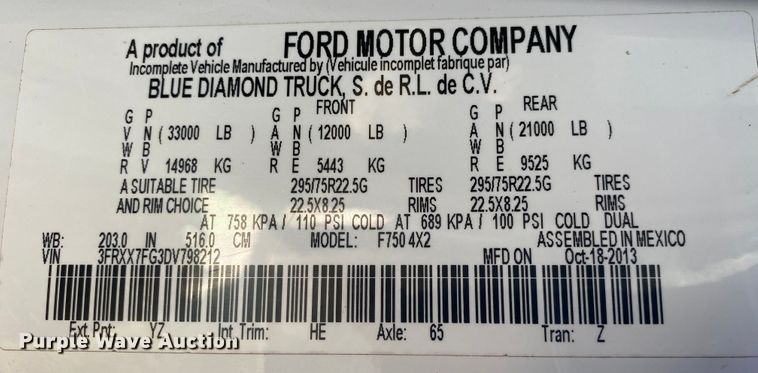 A product of FORD MOTOR COMPANY
Incomplete Vehicle Manufactured by (Vehicule incomplet fabrique par)
BLUE DIAMOND TRUCK, S. de R.L. de C.V.
FRONT REAR
G P G P G P
V N (33000 LB) A N (12000 LB) A N (21000 LB)
W B W B W B
R V 14968 KG R E 5443 KG R E 9525 KG
A SUITABLE TIRE 295/75R22.5G TIRES 295/75R22.5G TIRES
AND RIM CHOICE 22.5X8.25 RIMS 22.5X8.25 RIMS
AT 758 KPA/ 110 PSI COLD AT 689 KPA/ 100 PSI COLD DUAL
WB: 203.0 IN 516.0 CM MODEL: F750 4X2 ASSEMBLED IN MEXICO
VIN 3FRXX7FG3DV798212 MFD ON Oct-18-2013
Ext. Pnt: YZ Int. Trim: HE Axle: 65 Tran: Z
Purple Wave Auction